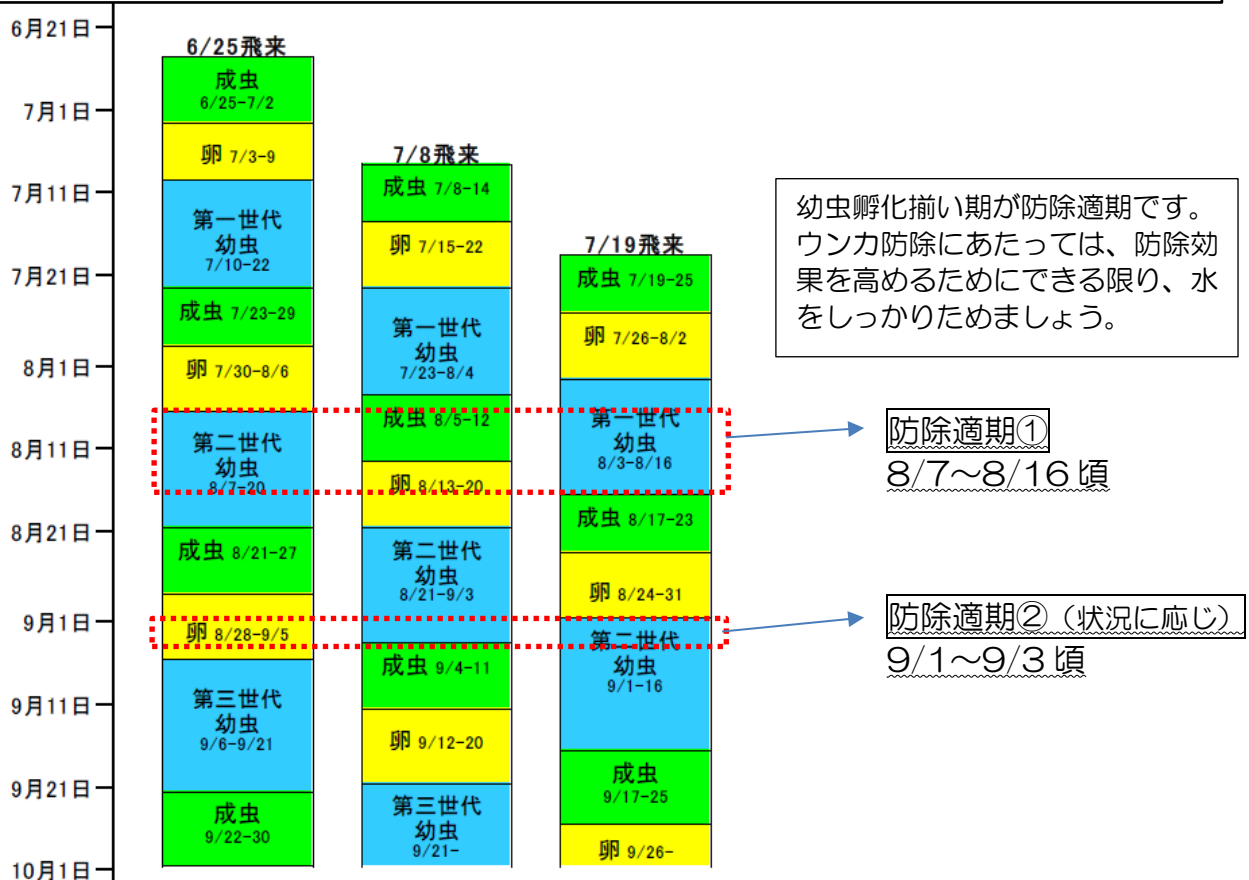 6月21日
7月1日
7月11日
7月21日
8月1日
8月11日
8月21日
9月1日
9月11日
9月21日
10月1日
6/25飛来
成虫
6/25-7/2
卵 7/3-9
第一世代
幼虫
7/10-22
成虫 7/23-29
卵 7/30-8/6
第二世代
幼虫
8/7-20
成虫 8/21-27
卵 8/28-9/5
第三世代
幼虫
9/6-9/21
成虫
9/22-30
7/8飛来
成虫 7/8-14
卵 7/15-22
第一世代
幼虫
7/23-8/4
成虫 8/5-12
卵 8/13-20
第二世代
幼虫
8/21-9/3
成虫 9/4-11
卵 9/12-20
第三世代
幼虫
9/21-
7/19飛来
成虫 7/19-25
卵 7/26-8/2
第一世代
幼虫
8/3-8/16
成虫 8/17-23
卵 8/24-31
第二世代
幼虫
9/1-16
成虫
9/17-25
卵 9/26-
幼虫孵化揃い期が防除適期です。
ウンカ防除にあたっては、防除効
果を高めるためにできる限り、水
をしっかりためましょう。
防除適期①
8/7～8/16 頃
防除適期②（状況に応じ）
9/1～9/3 頃